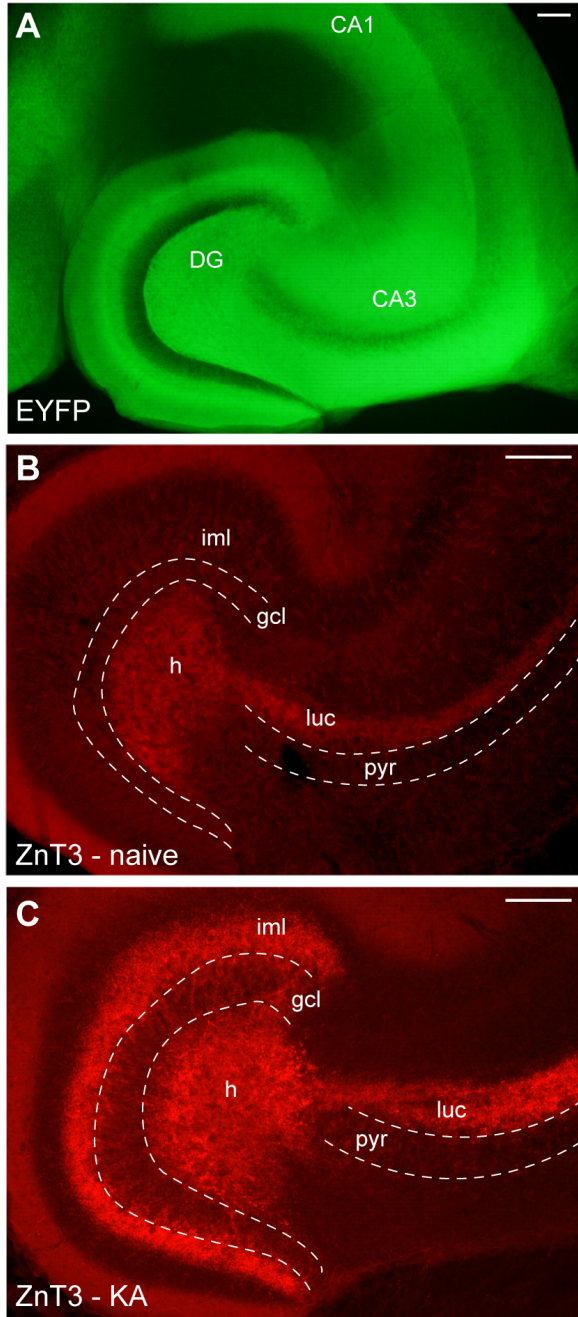 A
CA1
DG
CA3
EYFP
B
iml
gcl
h
luc
pyr
ZnT3 - naive
C
iml
gcl
h
luc
pyr
ZnT3 - KA